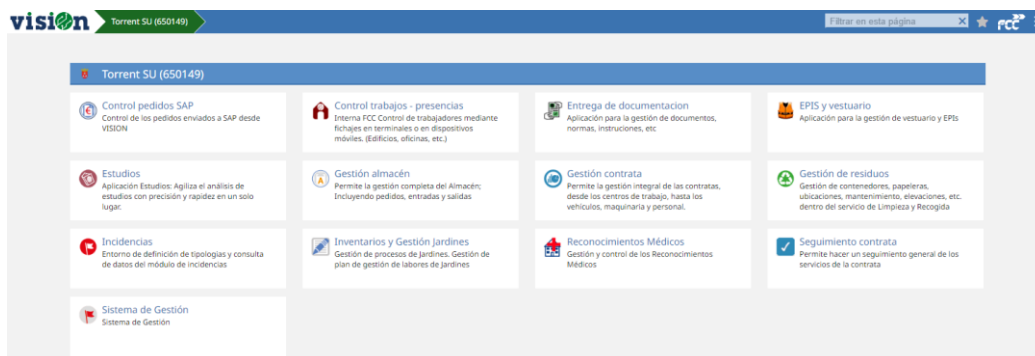 visión
Torrent SU (650149)
Filtrar en esta página
fcc
Torrent SU (650149)
Control pedidos SAP
Control de los pedidos enviados a SAP desde
VISION
Control trabajos - presencias
Interna FCC Control de trabajadores mediante
fichajes en terminales o en dispositivos
móviles. (Edificios, oficinas, etc.)
Entrega de documentacion
Aplicación para la gestión de documentos,
normas, instruciones, etc
EPIS y vestuario
Aplicación para la gestión de vestuario y EPIs
Estudios
Aplicación Estudios: Agiliza el análisis de
estudios con precisión y rapidez en un solo
lugar.
Gestión almacén
Permite la gestión completa del Almacén;
Incluyendo pedidos, entradas y salidas
Gestión contrata
Permite la gestión integral de las contratas,
desde los centros de trabajo, hasta los
vehículos, maquinaria y personal.
Gestión de residuos
Gestión de contenedores, papeleras,
ubicaciones, mantenimiento, elevaciones, etc.
dentro del servicio de Limpieza y Recogida
Incidencias
Entorno de definición de tipologías y consulta
de datos del módulo de incidencias
Inventarios y Gestión Jardines
Gestión de procesos de Jardines. Gestión de
plan de gestión de labores de Jardines
Reconocimientos Médicos
Gestión y control de los Reconocimientos
Médicos
Seguimiento contrata
Permite hacer un seguimiento general de los
servicios de la contrata
Sistema de Gestión
Sistema de Gestión